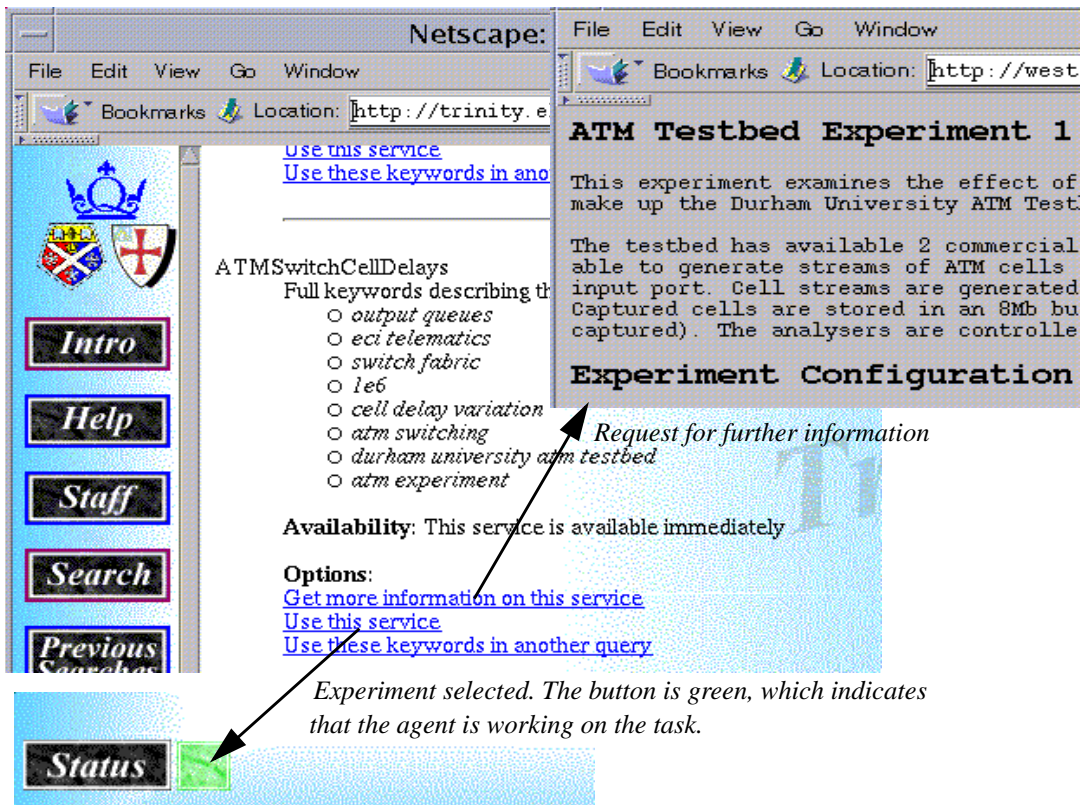 Netscape:
File Edit View Go Window
Bookmarks Location: http://trinity.e
Use this service
Use these keywords in ano
ATMSwitchCellDelays
Full keywords describing th
output queues
eci telematics
switch fabric
1e6
cell delay variation
atm switching
durham university atm testbed
atm experiment
Availability: This service is available immediately
Options:
Get more information on this service
Use this service
Use these keywords in another query
Intro
Help
Staff
Search
Previous
Searches
File Edit View Go Window
Bookmarks Location: http://west
ATM Testbed Experiment 1
This experiment examines the effect of
make up the Durham University ATM Test
The testbed has available 2 commercial
able to generate streams of ATM cells
input port. Cell streams are generated
Captured cells are stored in an 8Mb bu
captured). The analysers are controlle
Experiment Configuration
Request for further information
Experiment selected. The button is green, which indicates
that the agent is working on the task.
Status